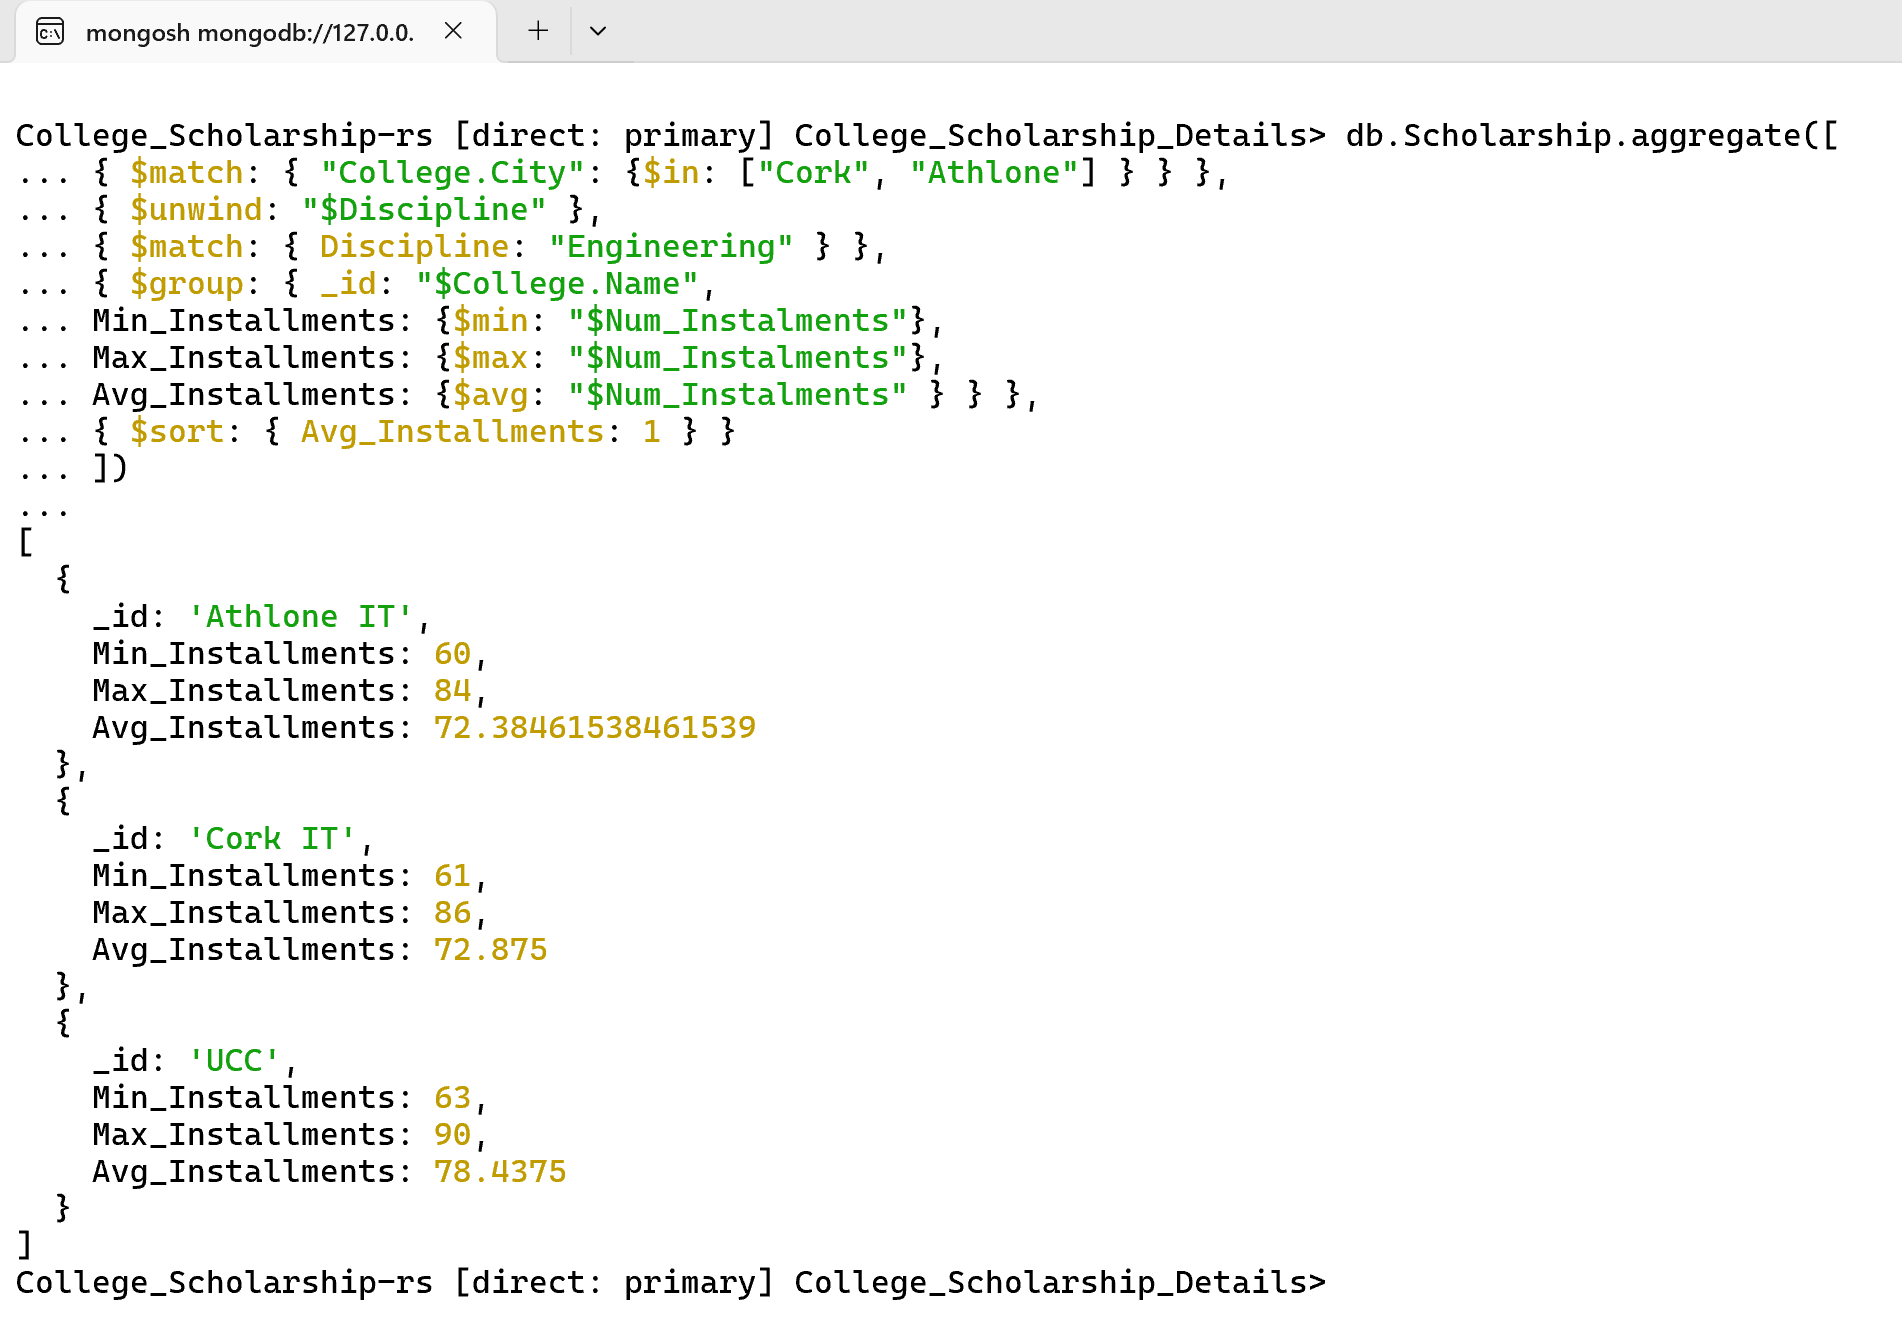 mongosh mongodb://127.0.0.
College_Scholarship-rs [direct: primary] College_Scholarship_Details> db.Scholarship.aggregate([
... { $match: { "College.City": {$in: ["Cork", "Athlone"] } } },
... { $unwind: "$Discipline" },
... { $match: { Discipline: "Engineering" } },
... { $group: { _id: "$College.Name",
... Min_Installments: {$min: "$Num_Instalments"},
... Max_Installments: {$max: "$Num_Instalments"},
... Avg_Installments: {$avg: "$Num_Instalments" } } },
... { $sort: { Avg_Installments: 1 } }
... ])
...
[
  {
    _id: 'Athlone IT',
    Min_Installments: 60,
    Max_Installments: 84,
    Avg_Installments: 72.38461538461539
  },
  {
    _id: 'Cork IT',
    Min_Installments: 61,
    Max_Installments: 86,
    Avg_Installments: 72.875
  },
  {
    _id: 'UCC',
    Min_Installments: 63,
    Max_Installments: 90,
    Avg_Installments: 78.4375
  }
]
College_Scholarship-rs [direct: primary] College_Scholarship_Details>